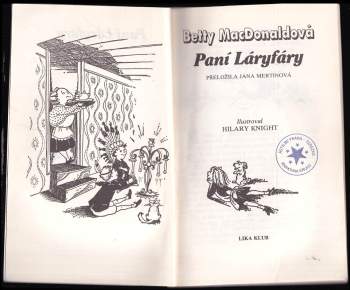 Betty MacDonaldová
Paní Láryfáry
PŘELOŽILA JANA MERTINOVÁ
Ilustroval
HILARY KNIGHT
LIKA KLUB